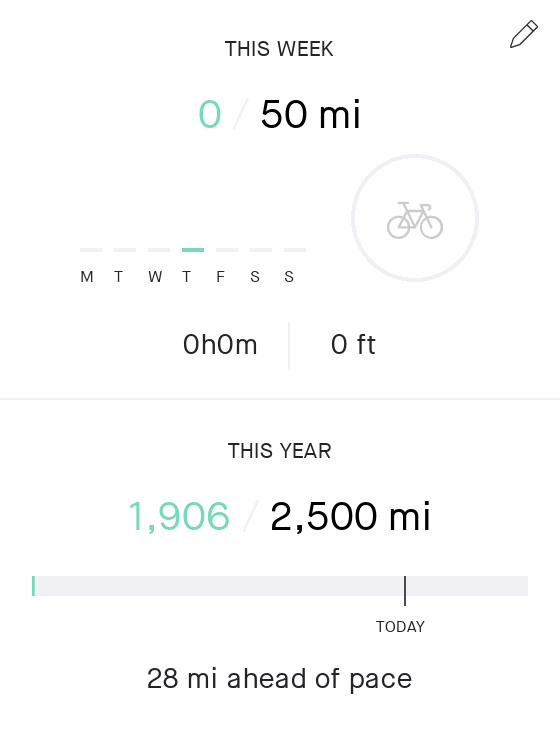 THIS WEEK
0 / 50 mi
M T W T F S S
0h0m
0 ft
THIS YEAR
1,906 / 2,500 mi
TODAY
28 mi ahead of pace